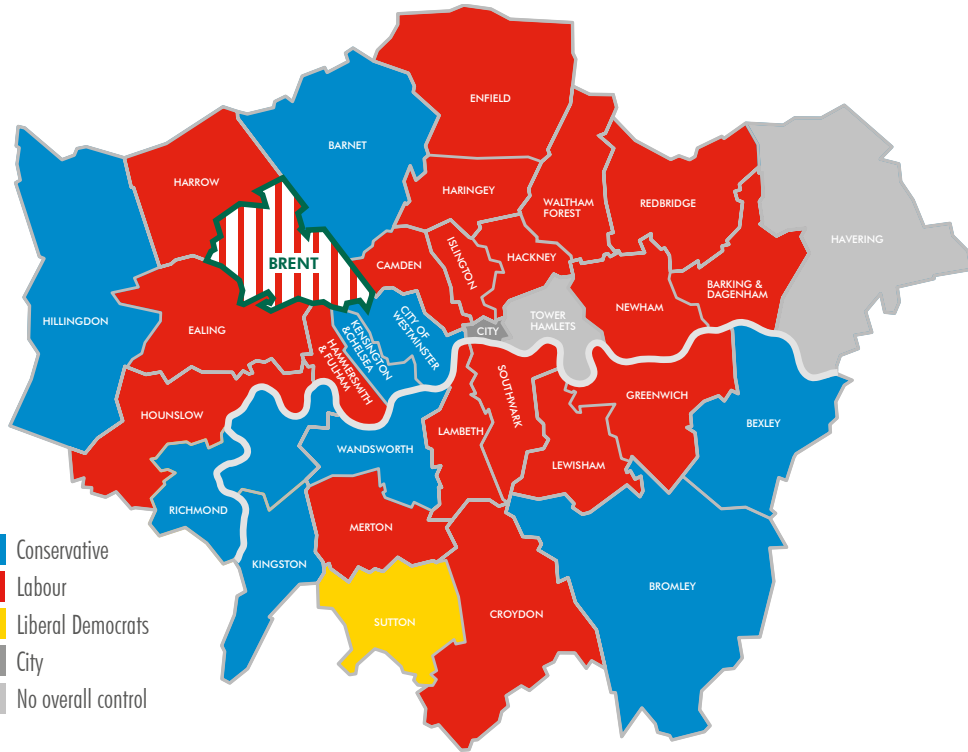 ENFIELD
BARNET
HARROW
HARINGEY
WALTHAM
FOREST
REDBRIDGE
HAVERING
BRENT
CAMDEN
ISLINGTON
HACKNEY
BARKING &
DAGENHAM
HILLINGDON
EALING
NEWHAM
TOWER
HAMLETS
CITY
CITY OF
WESTMINSTER
KENSINGTON
& CHELSEA
HAMMERSMITH
& FULHAM
HOUNSLOW
SOUTHWARK
GREENWICH
BEXLEY
LAMBETH
WANDSWORTH
LEWISHAM
RICHMOND
MERTON
KINGSTON
BROMLEY
SUTTON
CROYDON
Conservative
Labour
Liberal Democrats
City
No overall control